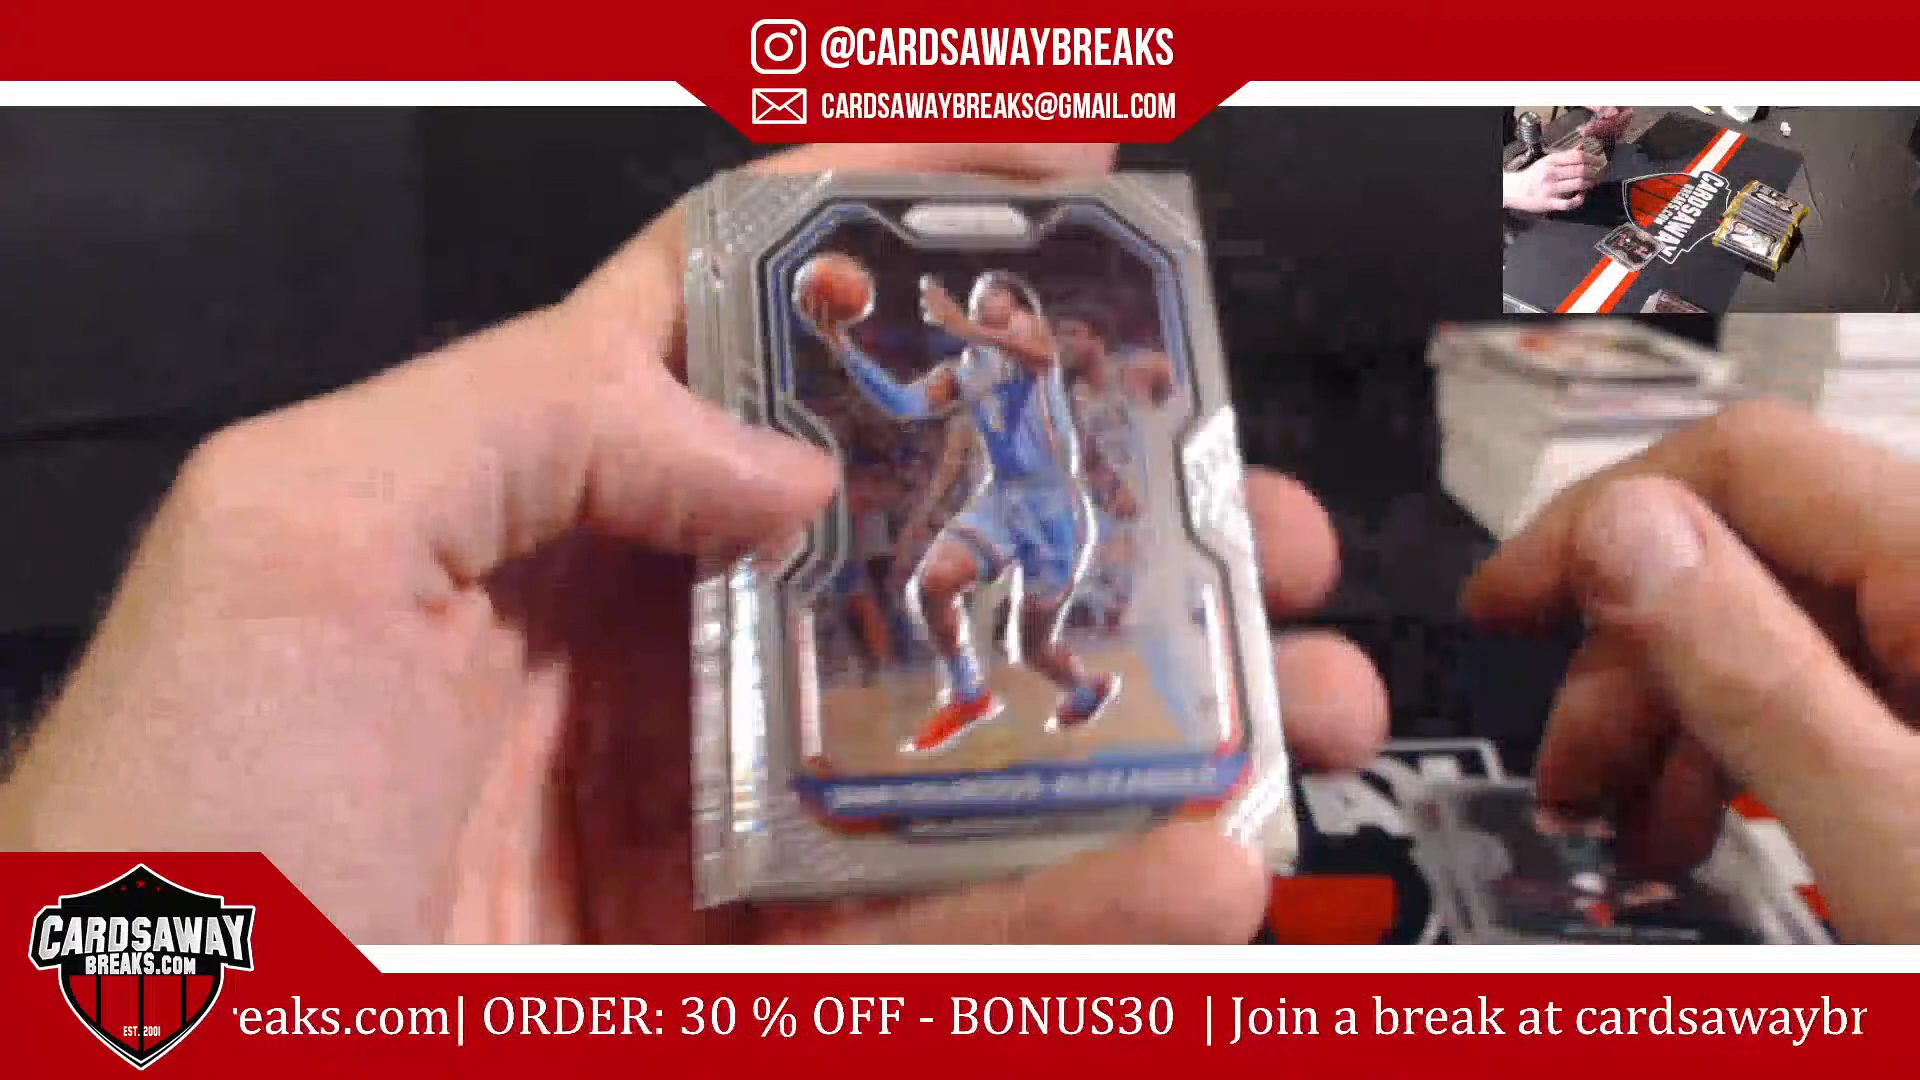 @CARDSAWAYBREAKS
CARDSAWAYBREAKS@GMAIL.COM
CARDSAWAY
CARDSAWAY
BREAKS.COM
EST. 2001
eaks.com| ORDER: 30 % OFF - BONUS30 | Join a break at cardsawaybr